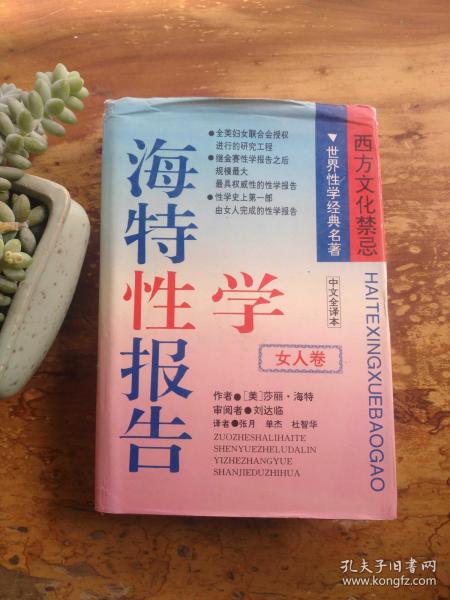 西方文化禁忌
▼世界性学经典名著
中文全译本
HAITEXINGXUEBAOGAO
●全美妇女联合会授权
进行的研究工程
●继金赛性学报告之后
规模最大
最具权威性的性学报告
●性学史上第一部
由女人完成的性学报告
海特性学报告
女人卷
作者●[美]莎丽·海特
审阅者●刘达临
译者●张月 单杰 杜智华
ZUOZHESHALIHAITE
SHENYUEZHELUDALIN
YIZHEZHANGYUE
SHANJIEDUZHIHUA
孔夫子旧书网
www.kongfz.com